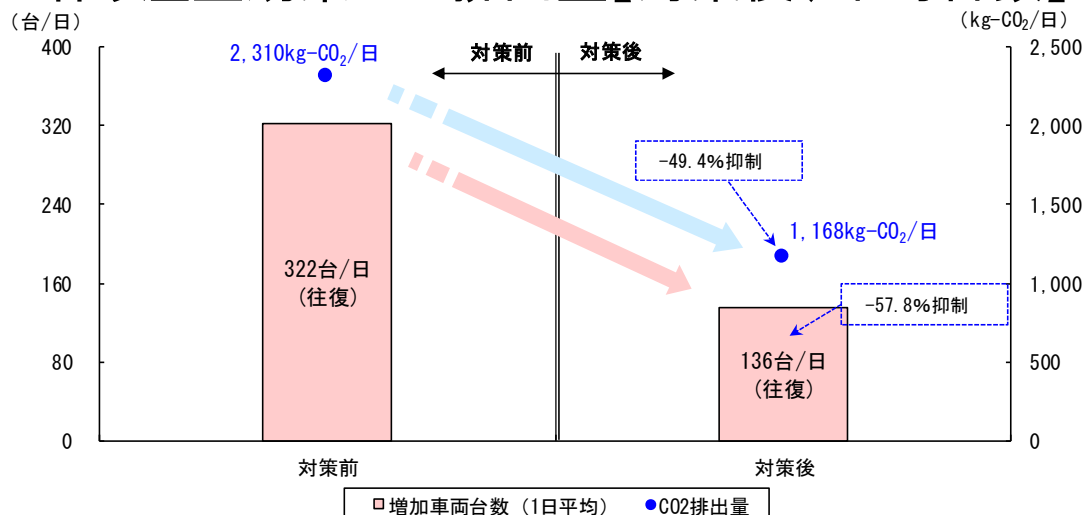 (台/日)
(kg-CO₂/日)
400
320
240
160
80
0
2,500
2,000
1,500
1,000
500
0
2,310kg-CO₂/日
対策前
対策後
-49.4%抑制
1,168kg-CO₂/日
322台/日
(往復)
-57.8%抑制
136台/日
(往復)
対策前
対策後
増加車両台数 (1日平均)
CO2排出量